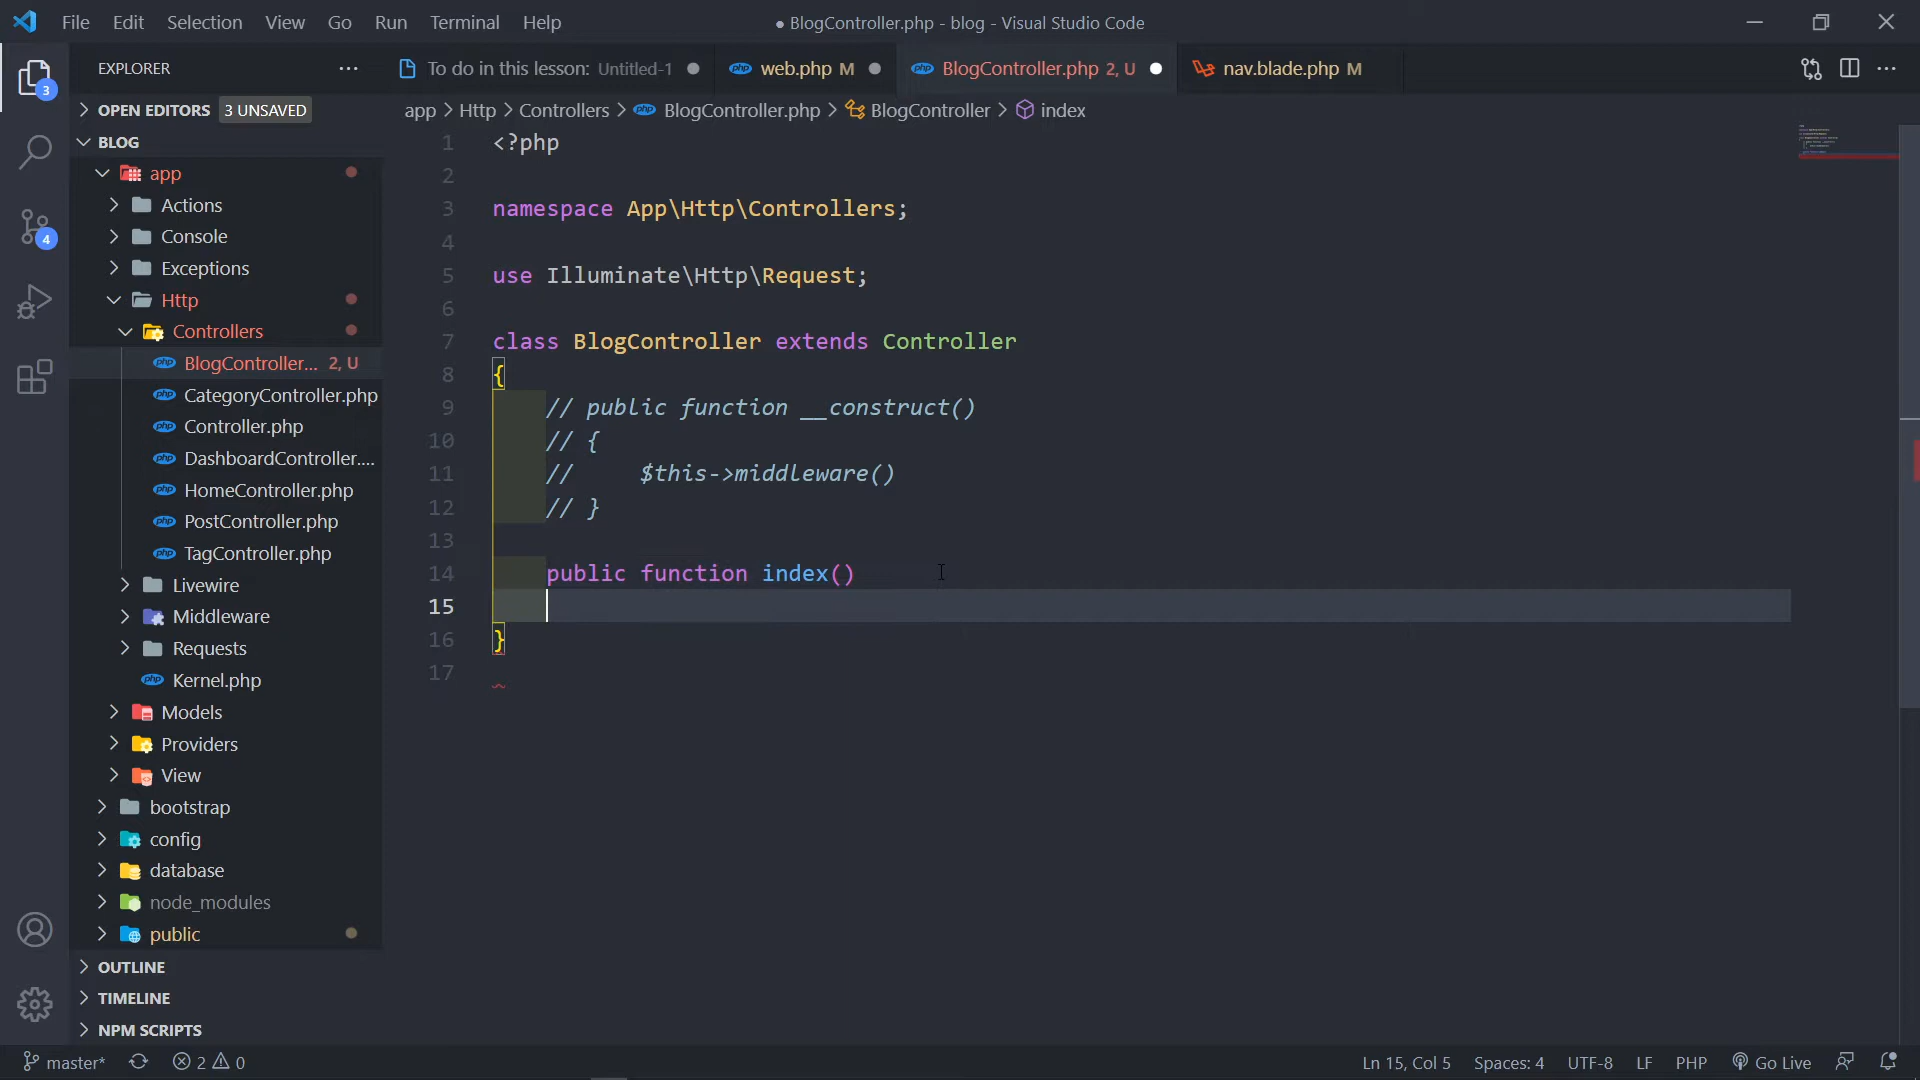 File Edit Selection View Go Run Terminal Help
● BlogController.php - blog - Visual Studio Code
EXPLORER
To do in this lesson: Untitled-1
web.php M
BlogController.php 2, U
nav.blade.php M
3
OPEN EDITORS 3 UNSAVED
app > Http > Controllers > BlogController.php > BlogController > index
BLOG
app
Actions
4
Console
Exceptions
Http
Controllers
BlogController... 2, U
CategoryController.php
Controller.php
DashboardController....
HomeController.php
PostController.php
TagController.php
Livewire
Middleware
Requests
Kernel.php
Models
Providers
View
bootstrap
config
database
node_modules
public
OUTLINE
TIMELINE
NPM SCRIPTS
1 <?php
2
3 namespace App\Http\Controllers;
4
5 use Illuminate\Http\Request;
6
7 class BlogController extends Controller
8 {
9 // public function __construct()
10 // {
11 // $this->middleware()
12 // }
13
14 public function index()
15
16 }
17
master* 2 0
Ln 15, Col 5 Spaces: 4 UTF-8 LF PHP Go Live